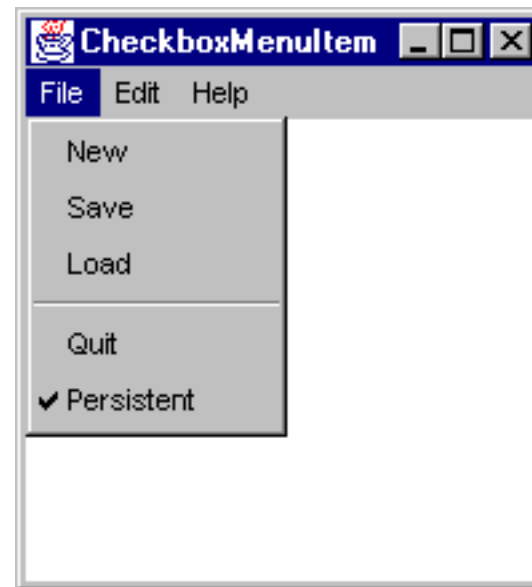 CheckboxMenuItem
File Edit Help
New
Save
Load
Quit
Persistent